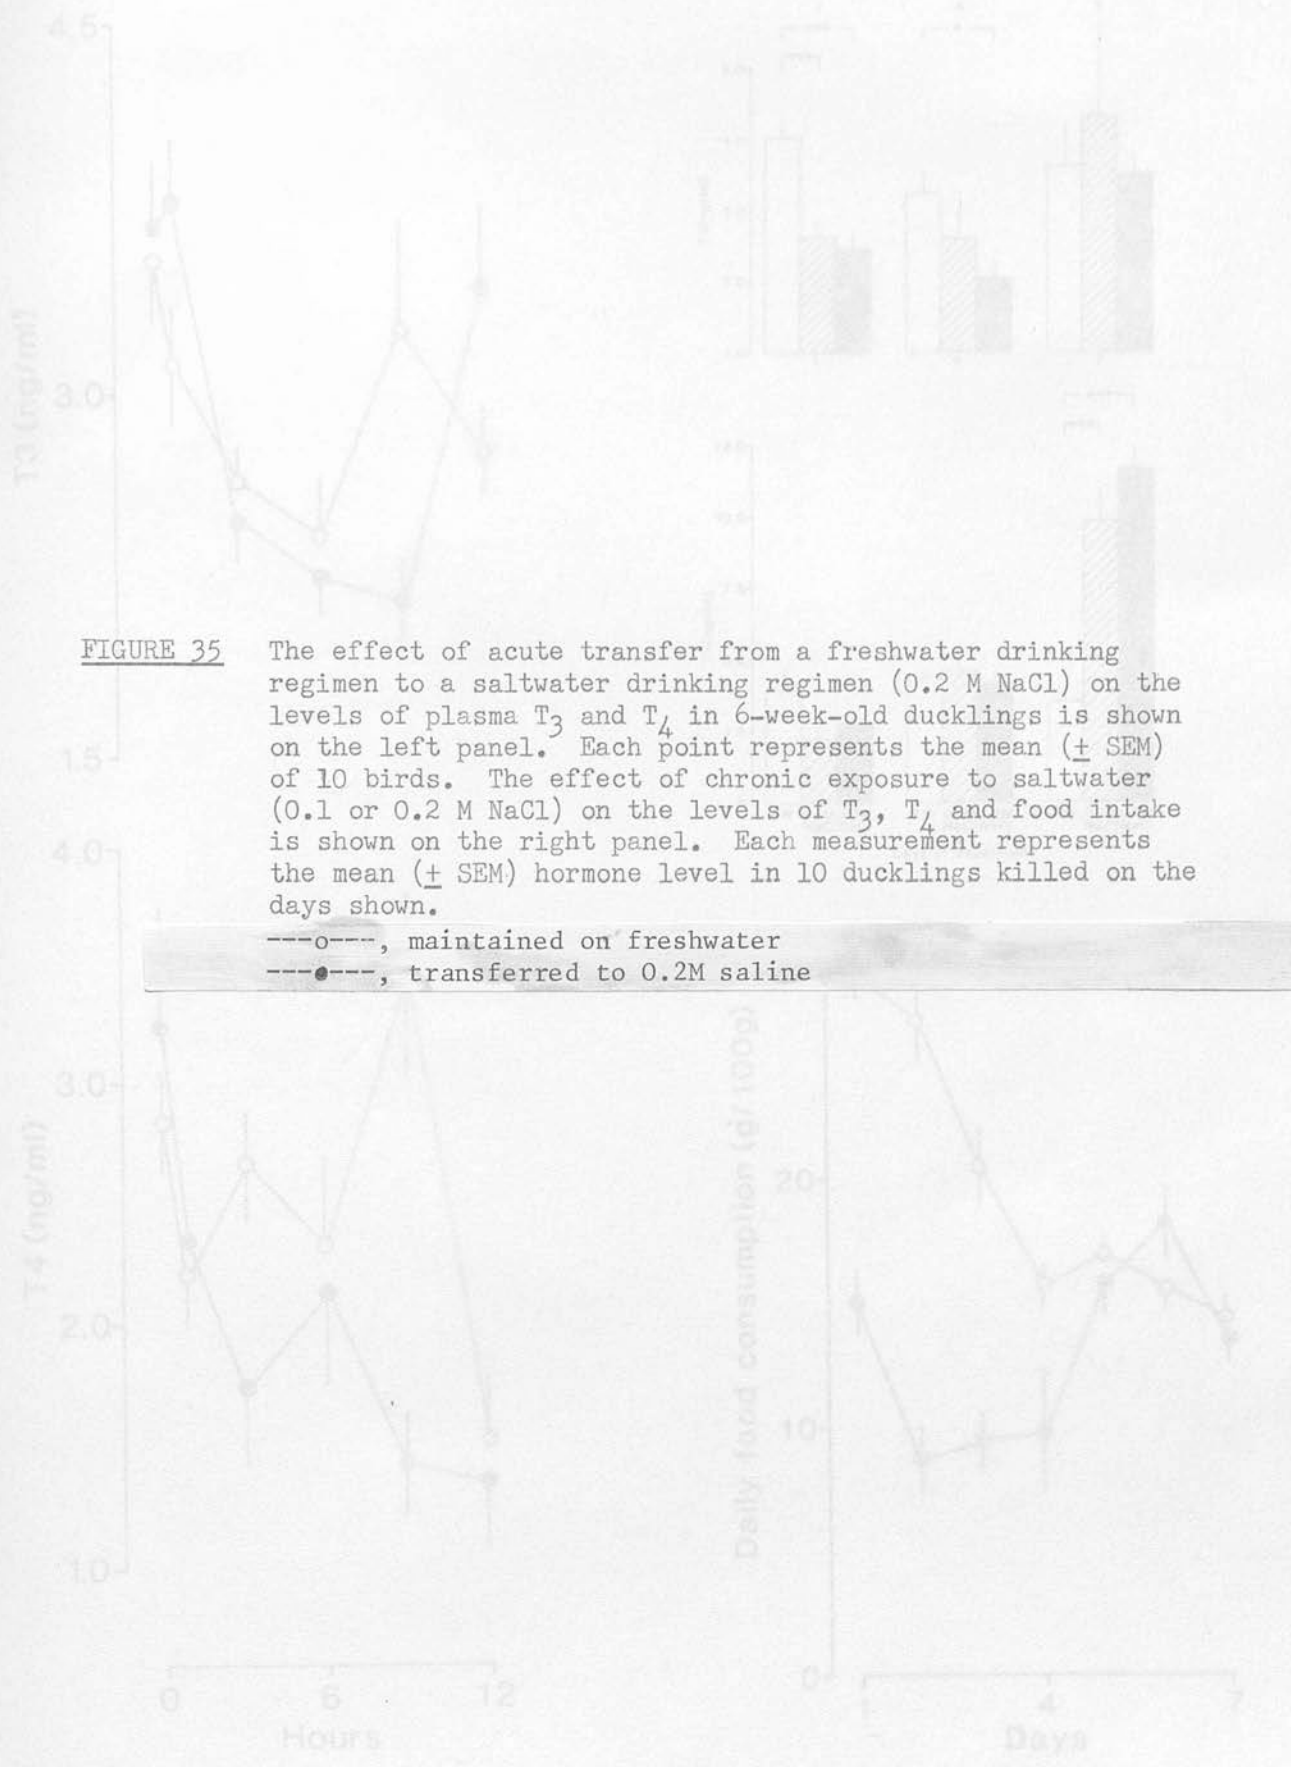 4.5
3.0
1.5
T3 (ng/ml)
FIGURE 35 The effect of acute transfer from a freshwater drinking
regimen to a saltwater drinking regimen (0.2 M NaCl) on the
levels of plasma T₃ and T₄ in 6-week-old ducklings is shown
on the left panel. Each point represents the mean (± SEM)
of 10 birds. The effect of chronic exposure to saltwater
(0.1 or 0.2 M NaCl) on the levels of T₃, T₄ and food intake
is shown on the right panel. Each measurement represents
the mean (± SEM) hormone level in 10 ducklings killed on the
days shown.
---o---, maintained on freshwater
---●---, transferred to 0.2M saline
4.0
3.0
2.0
1.0
T4 (ng/ml)
0 6 12
Hours
Daily food consumption (g/100g)
20
10
0
1 4 7
Days